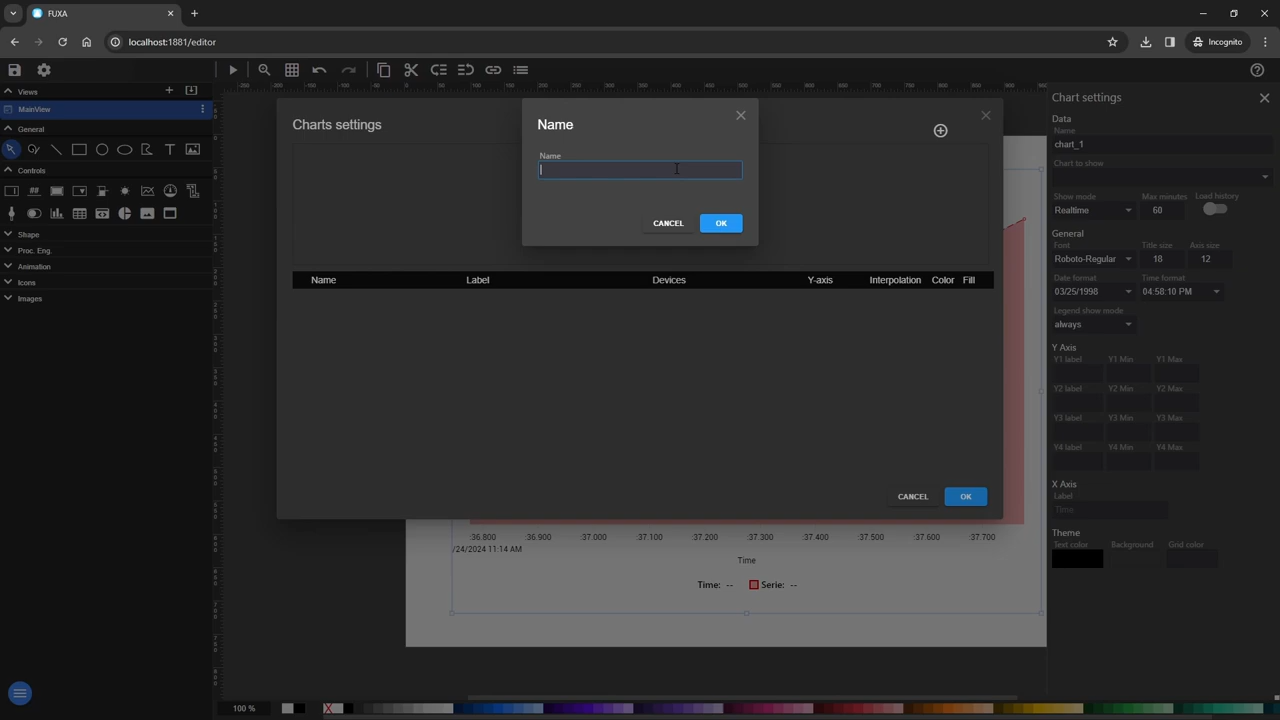 FUXA
localhost:1881/editor
Incognito
Views
MainView
General
Controls
Shape
Proc. Eng.
Animation
Icons
Images
Charts settings
Name
Name
CANCEL
OK
Name Label Devices Y-axis Interpolation Color Fill
CANCEL
OK
:36.800 :36.900 :37.000 :37.100 :37.200 :37.300 :37.400 :37.500 :37.600 :37.700
/24/2024 11:14 AM
Time
Time: -- Serie: --
100 %
Chart settings
Data
Name
chart_1
Chart to show
Show mode Max minutes Load history
Realtime 60
General
Font Title size Axis size
Roboto-Regular 18 12
Date format Time format
03/25/1998 04:58:10 PM
Legend show mode
always
Y Axis
Y1 label Y1 Min Y1 Max
Y2 label Y2 Min Y2 Max
Y3 label Y3 Min Y3 Max
Y4 label Y4 Min Y4 Max
X Axis
Label
Time
Theme
Text color Background Grid color